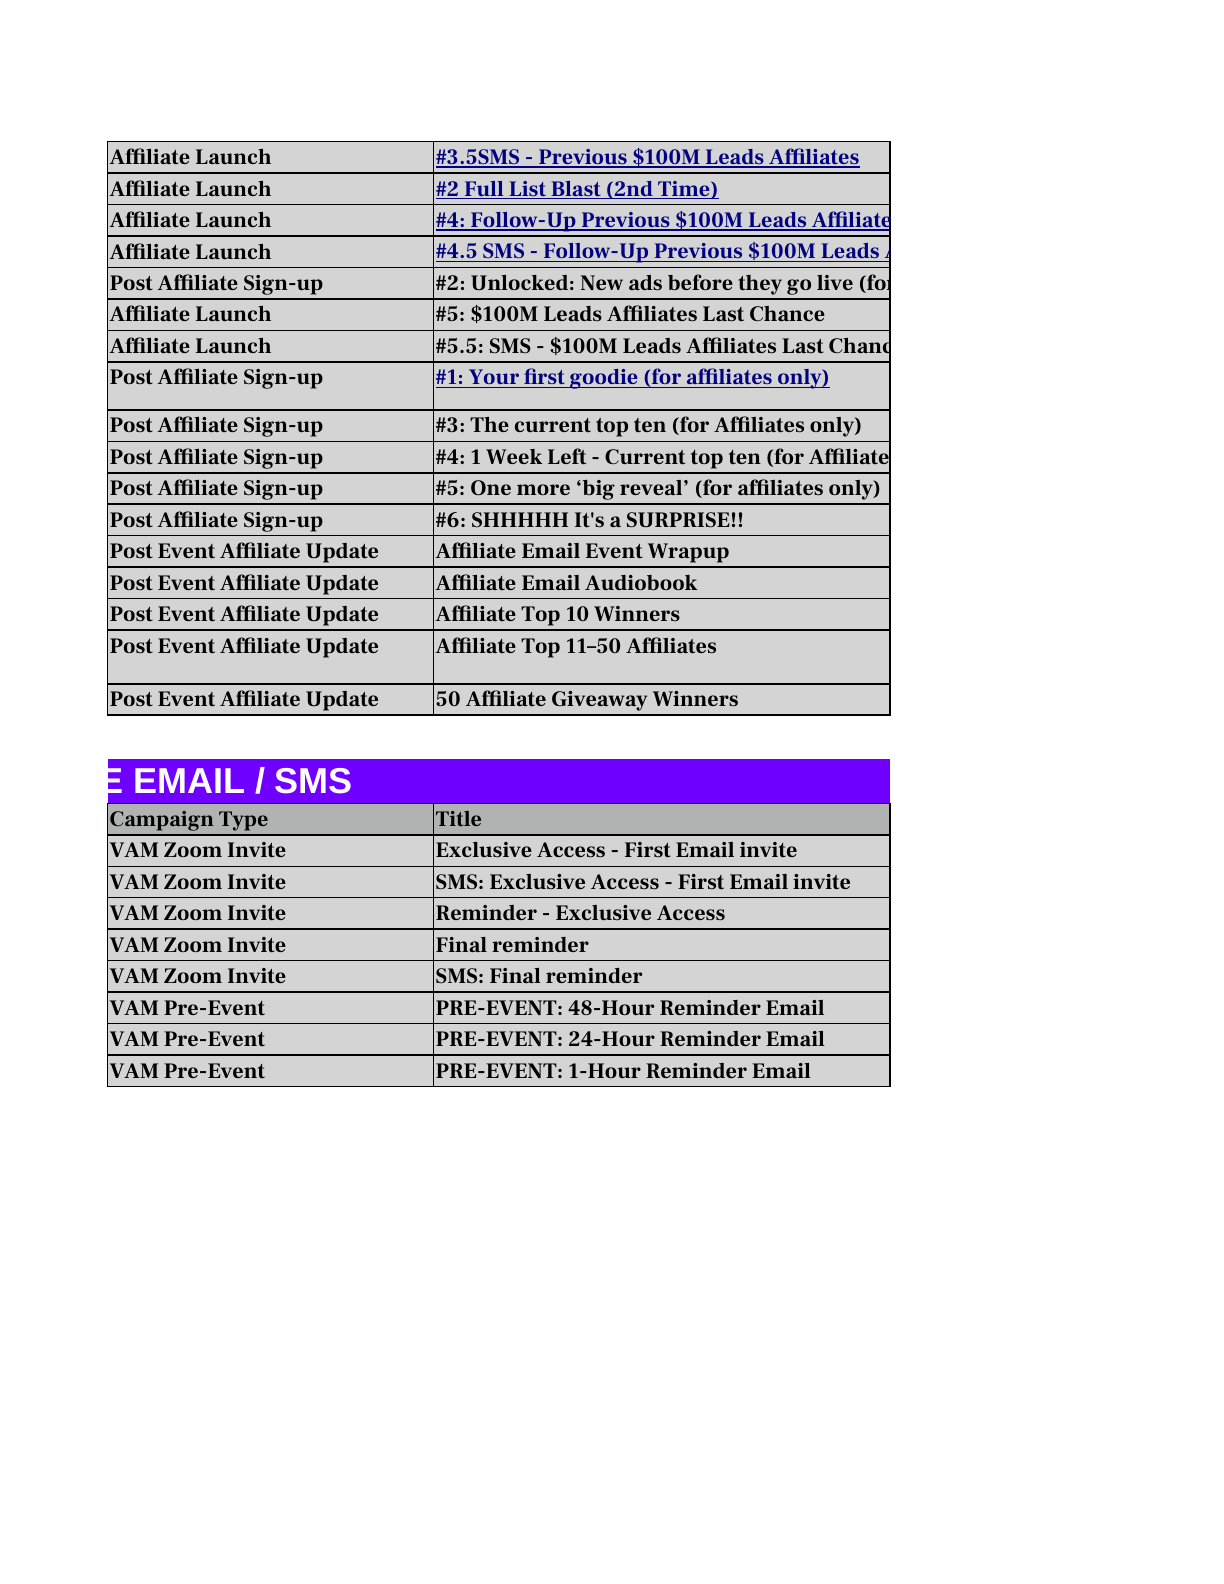 Affiliate Launch #3.5SMS - Previous $100M Leads Affiliates
Affiliate Launch #2 Full List Blast (2nd Time)
Affiliate Launch #4: Follow-Up Previous $100M Leads Affiliate
Affiliate Launch #4.5 SMS - Follow-Up Previous $100M Leads
Post Affiliate Sign-up #2: Unlocked: New ads before they go live (for
Affiliate Launch #5: $100M Leads Affiliates Last Chance
Affiliate Launch #5.5: SMS - $100M Leads Affiliates Last Chanc
Post Affiliate Sign-up #1: Your first goodie (for affiliates only)
Post Affiliate Sign-up #3: The current top ten (for Affiliates only)
Post Affiliate Sign-up #4: 1 Week Left - Current top ten (for Affiliate
Post Affiliate Sign-up #5: One more ‘big reveal’ (for affiliates only)
Post Affiliate Sign-up #6: SHHHHH It's a SURPRISE!!
Post Event Affiliate Update Affiliate Email Event Wrapup
Post Event Affiliate Update Affiliate Email Audiobook
Post Event Affiliate Update Affiliate Top 10 Winners
Post Event Affiliate Update Affiliate Top 11–50 Affiliates
Post Event Affiliate Update 50 Affiliate Giveaway Winners
E EMAIL / SMS
Campaign Type Title
VAM Zoom Invite Exclusive Access - First Email invite
VAM Zoom Invite SMS: Exclusive Access - First Email invite
VAM Zoom Invite Reminder - Exclusive Access
VAM Zoom Invite Final reminder
VAM Zoom Invite SMS: Final reminder
VAM Pre-Event PRE-EVENT: 48-Hour Reminder Email
VAM Pre-Event PRE-EVENT: 24-Hour Reminder Email
VAM Pre-Event PRE-EVENT: 1-Hour Reminder Email